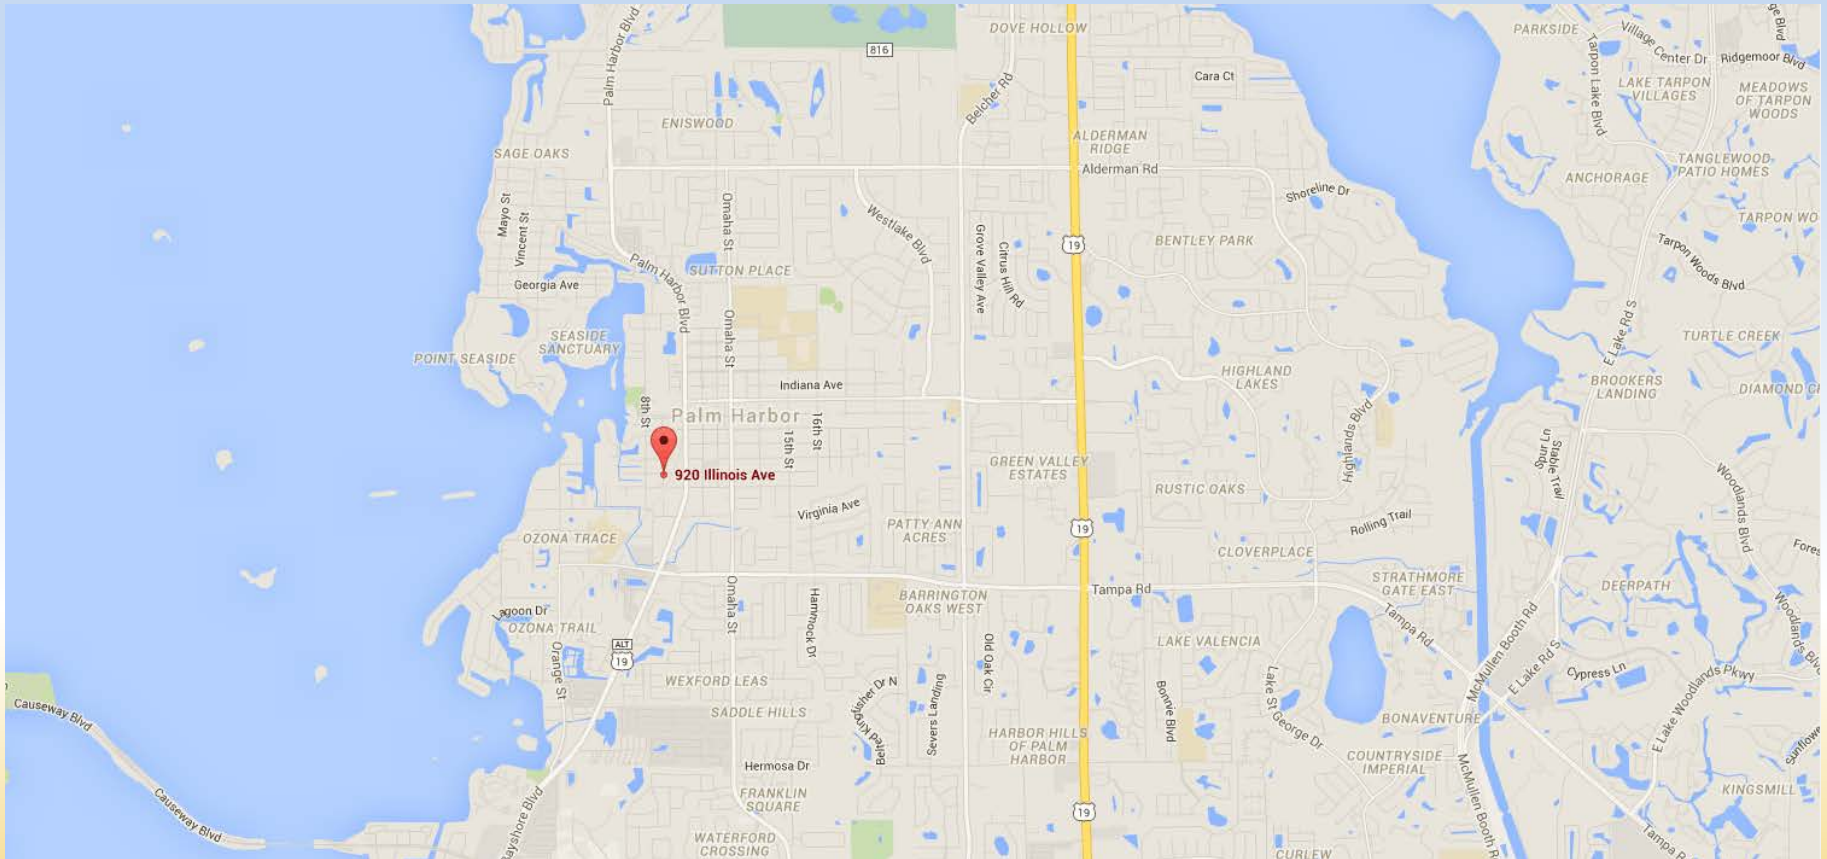 Palm Harbor Blvd
816
DOVE HOLLOW
PARKSIDE
Village Center Dr
Ridgemoor Blvd
Tarpon Lake Blvd
LAKE TARPON
VILLAGES
MEADOWS
OF TARPON
WOODS
Cara Ct
Belcher Rd
ENISWOOD
ALDERMAN
RIDGE
SAGE OAKS
Alderman Rd
TANGLEWOOD
PATIO HOMES
ANCHORAGE
Shoreline Dr
Mayo St
Vincent St
Omaha St
Westlake Blvd
Grove Valley Ave
Citrus Hill Rd
19
BENTLEY PARK
TARPON WO
Tarpon Woods Blvd
Palm Harbor Blvd
SUTTON PLACE
Georgia Ave
Omaha St
E Lake Rd S
SEASIDE
SANCTUARY
TURTLE CREEK
POINT SEASIDE
HIGHLAND
LAKES
BROOKERS
LANDING
DIAMOND C
Indiana Ave
8th St
Palm Harbor
16th St
15th St
Highlands Blvd
Spur Ln
Stable Trail
920 Illinois Ave
GREEN VALLEY
ESTATES
RUSTIC OAKS
Woodlands Blvd
Virginia Ave
PATTY ANN
ACRES
19
Rolling Trail
OZONA TRACE
CLOVERPLACE
Fores
STRATHMORE
GATE EAST
DEERPATH
Omaha St
Hammock Dr
BARRINGTON
OAKS WEST
Tampa Rd
Lagoon Dr
OZONA TRAIL
Tampa Rd
McMullen Booth Rd
Woodlands Blv
ALT
19
Orange St
Old Oak Cir
LAKE VALENCIA
E Lake Rd S
Cypress Ln
E Lake Woodlands Pkwy
WEXFORD LEAS
Belted Kingfisher Dr N
Severs Landing
Bonnie Blvd
Lake St George Dr
Causeway Blvd
SADDLE HILLS
BONAVENTURE
HARBOR HILLS
OF PALM
HARBOR
COUNTRYSIDE
IMPERIAL
McMullen Booth R
Sunflow
Hermosa Dr
FRANKLIN
SQUARE
Causeway Blvd
ayshore Blvd
KINGSMILL
19
WATERFORD
CROSSING
CURLEW
Tampa R